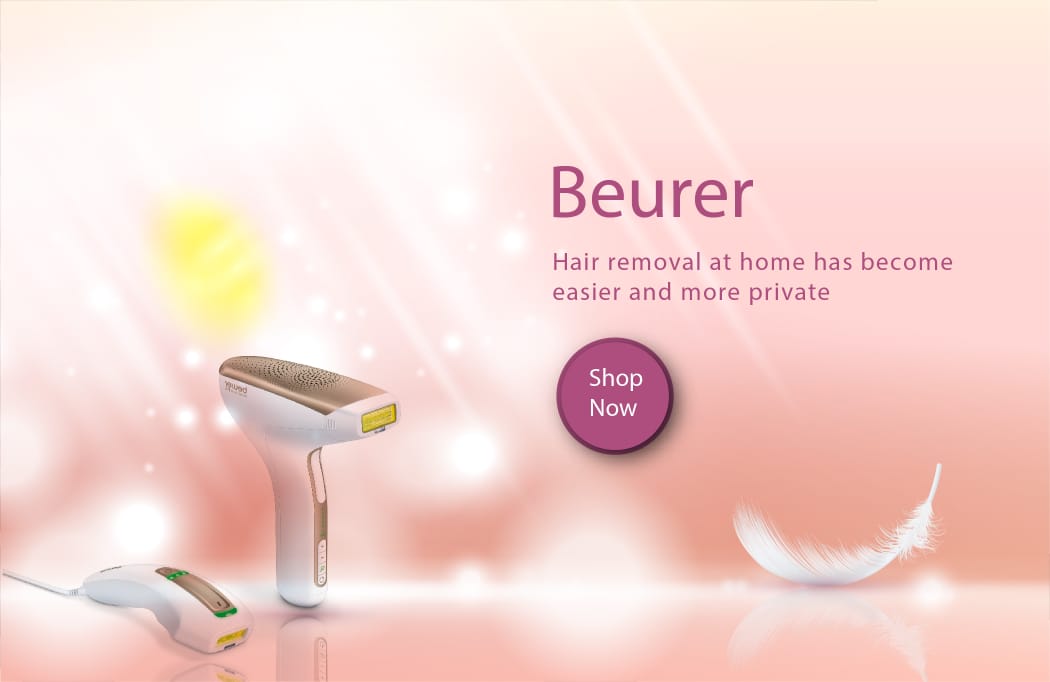 Beurer
Hair removal at home has become
easier and more private
Shop
Now